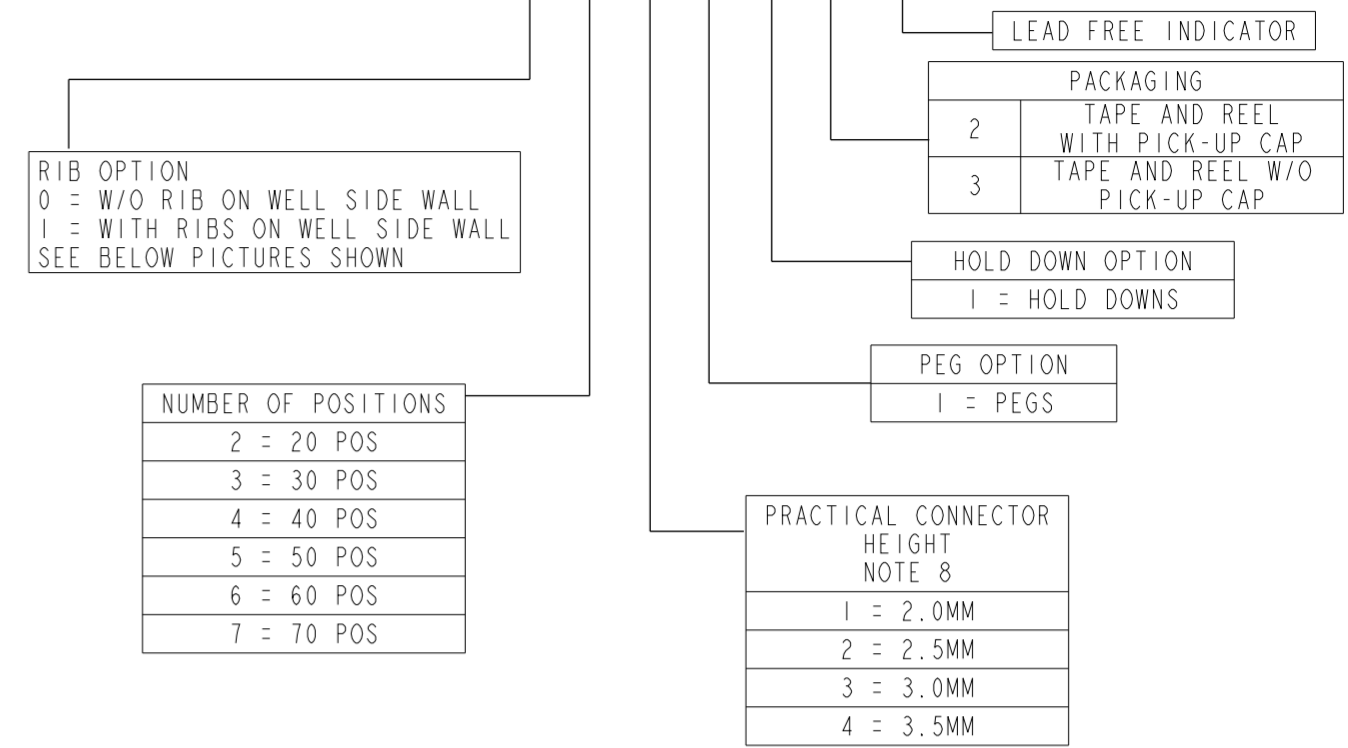 LEAD FREE INDICATOR
PACKAGING
2 TAPE AND REEL
WITH PICK-UP CAP
3 TAPE AND REEL W/O
PICK-UP CAP
RIB OPTION
0 = W/O RIB ON WELL SIDE WALL
1 = WITH RIBS ON WELL SIDE WALL
SEE BELOW PICTURES SHOWN
HOLD DOWN OPTION
1 = HOLD DOWNS
PEG OPTION
1 = PEGS
NUMBER OF POSITIONS
2 = 20 POS
3 = 30 POS
4 = 40 POS
5 = 50 POS
6 = 60 POS
7 = 70 POS
PRACTICAL CONNECTOR
HEIGHT
NOTE 8
1 = 2.0MM
2 = 2.5MM
3 = 3.0MM
4 = 3.5MM